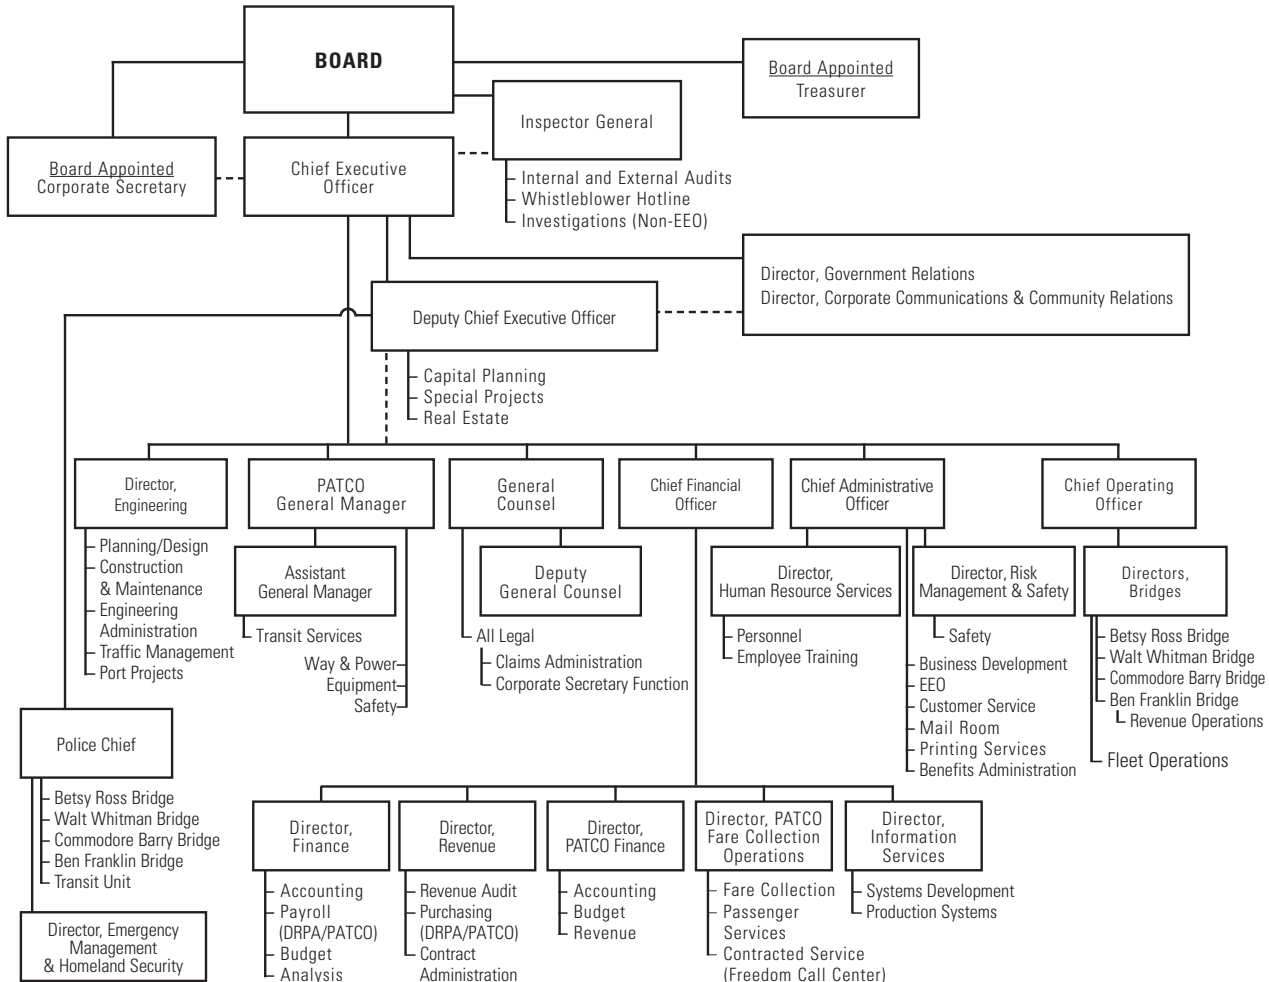 BOARD
Board Appointed
Treasurer
Inspector General
Board Appointed
Corporate Secretary
Chief Executive
Officer
Internal and External Audits
Whistleblower Hotline
Investigations (Non-EEO)
Director, Government Relations
Director, Corporate Communications & Community Relations
Deputy Chief Executive Officer
Capital Planning
Special Projects
Real Estate
Director,
Engineering
Planning/Design
Construction
& Maintenance
Engineering
Administration
Traffic Management
Port Projects
PATCO
General Manager
Assistant
General Manager
Transit Services
Way & Power
Equipment
Safety
General
Counsel
Deputy
General Counsel
All Legal
Claims Administration
Corporate Secretary Function
Chief Financial
Officer
Chief Administrative
Officer
Director,
Human Resource Services
Personnel
Employee Training
Director, Risk
Management & Safety
Safety
Business Development
EEO
Customer Service
Mail Room
Printing Services
Benefits Administration
Chief Operating
Officer
Directors,
Bridges
Betsy Ross Bridge
Walt Whitman Bridge
Commodore Barry Bridge
Ben Franklin Bridge
Revenue Operations
Fleet Operations
Police Chief
Betsy Ross Bridge
Walt Whitman Bridge
Commodore Barry Bridge
Ben Franklin Bridge
Transit Unit
Director, Emergency
Management
& Homeland Security
Director,
Finance
Accounting
Payroll
(DRPA/PATCO)
Budget
Analysis
Director,
Revenue
Revenue Audit
Purchasing
(DRPA/PATCO)
Contract
Administration
Director,
PATCO Finance
Accounting
Budget
Revenue
Director, PATCO
Fare Collection
Operations
Fare Collection
Passenger
Services
Contracted Service
(Freedom Call Center)
Director,
Information
Services
Systems Development
Production Systems